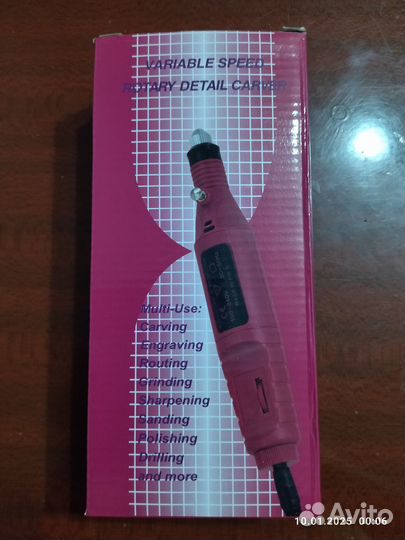 VARIABLE SPEED
ROTARY DETAIL CARVER
Multi-Use:
Carving
Engraving
Routing
Grinding
Sharpening
Sanding
Polishing
Drilling
and more
Avito
10.01.2025 00:06